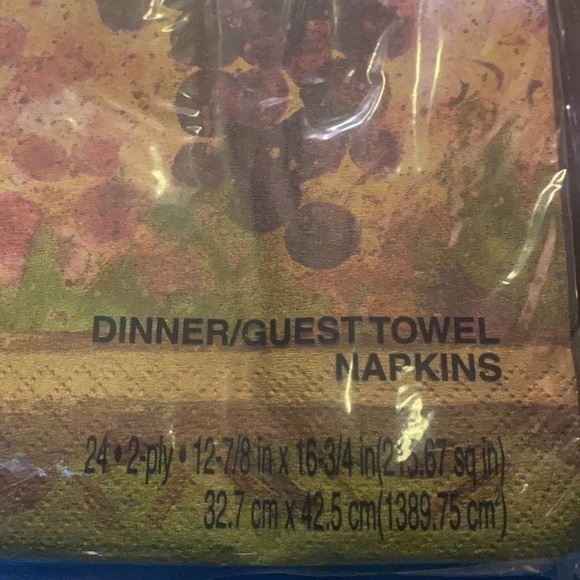 DINNER/GUEST TOWEL
NAPKINS
24 • 2-ply • 12-7/8 in x 16-3/4 in(215.67 sq in)
32.7 cm x 42.5 cm(1389.75 cm²)